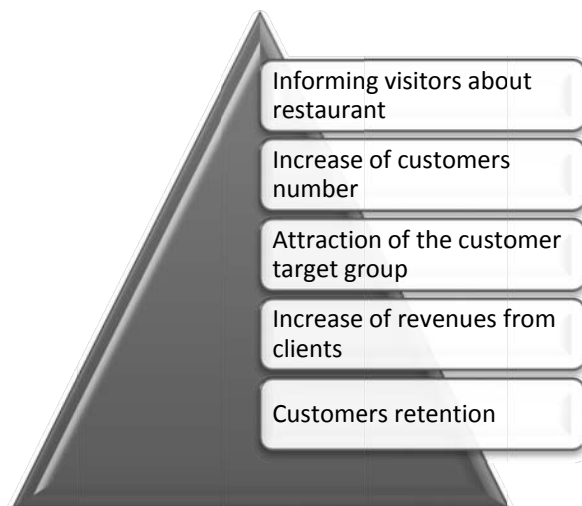 Informing visitors about
restaurant
Increase of customers
number
Attraction of the customer
target group
Increase of revenues from
clients
Customers retention